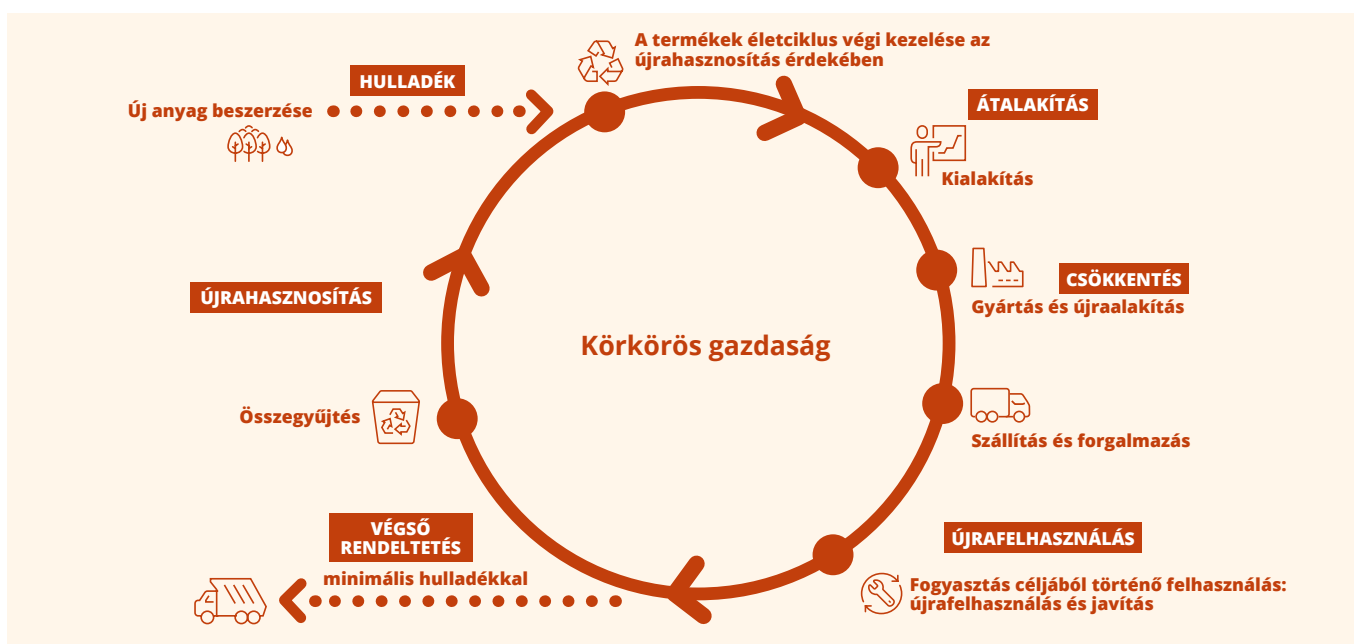 A termékek életciklus végi kezelése az
újrahasznosítás érdekében
HULLADÉK
Új anyag beszerzése
ÁTALAKÍTÁS
Kialakítás
CSÖKKENTÉS
Gyártás és újraalakítás
ÚJRAHASZNOSÍTÁS
Körkörös gazdaság
Összegyűjtés
Szállítás és forgalmazás
VÉGSŐ
RENDELTETÉS
minimális hulladékkal
ÚJRAFELHASZNÁLÁS
Fogyasztás céljából történő felhasználás:
újrafelhasználás és javítás